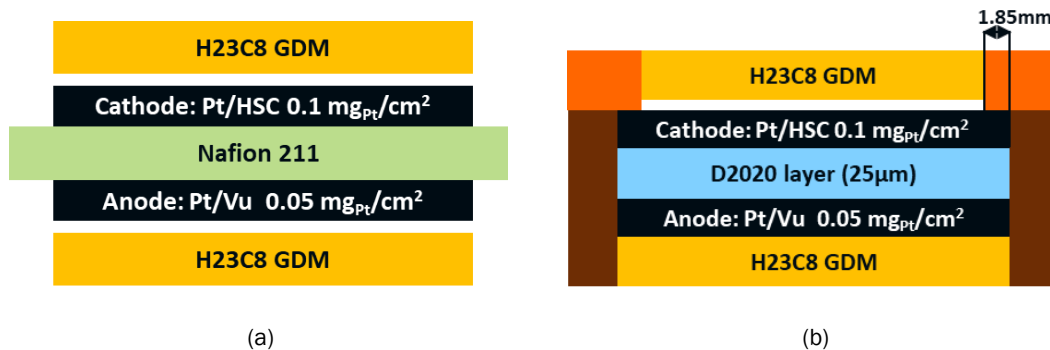 H23C8 GDM
Cathode: Pt/HSC 0.1 mgPt/cm²
Nafion 211
Anode: Pt/Vu 0.05 mgPt/cm²
H23C8 GDM
(a)
1.85mm
H23C8 GDM
Cathode: Pt/HSC 0.1 mgPt/cm²
D2020 layer (25µm)
Anode: Pt/Vu 0.05 mgPt/cm²
H23C8 GDM
(b)